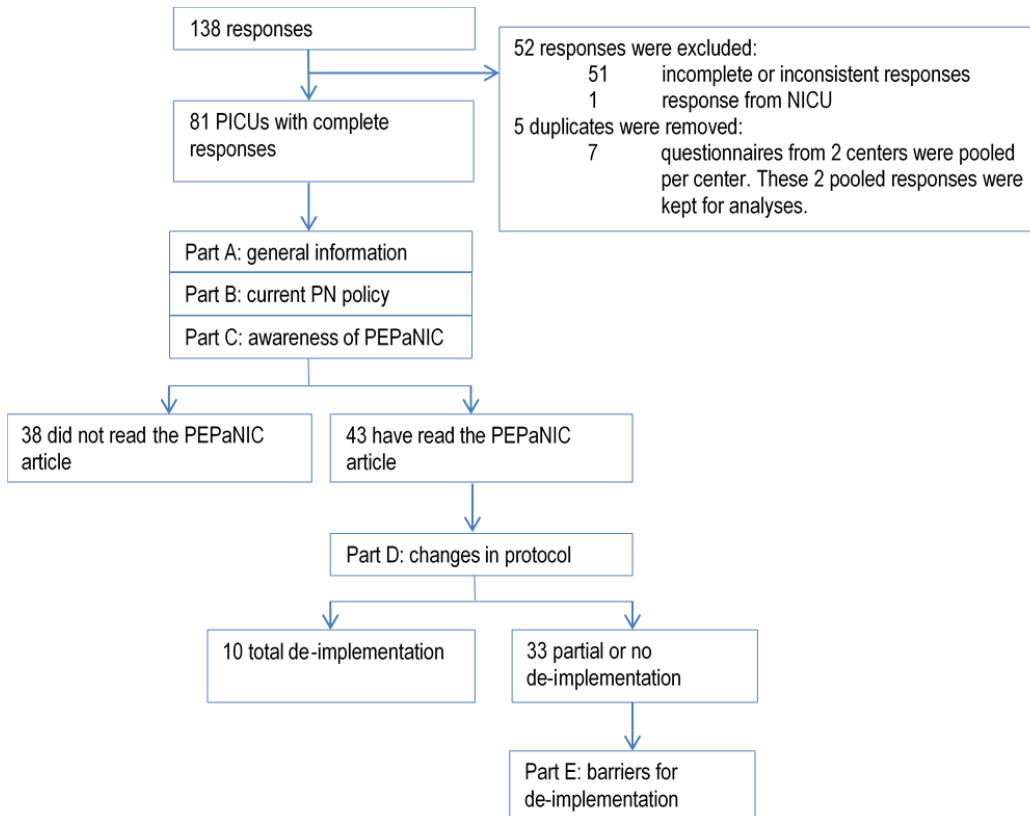 138 responses
52 responses were excluded:
51 incomplete or inconsistent responses
1 response from NICU
5 duplicates were removed:
7 questionnaires from 2 centers were pooled
per center. These 2 pooled responses were
kept for analyses.
81 PICUs with complete
responses
Part A: general information
Part B: current PN policy
Part C: awareness of PEPaNIC
38 did not read the PEPaNIC
article
43 have read the PEPaNIC
article
Part D: changes in protocol
10 total de-implementation
33 partial or no
de-implementation
Part E: barriers for
de-implementation